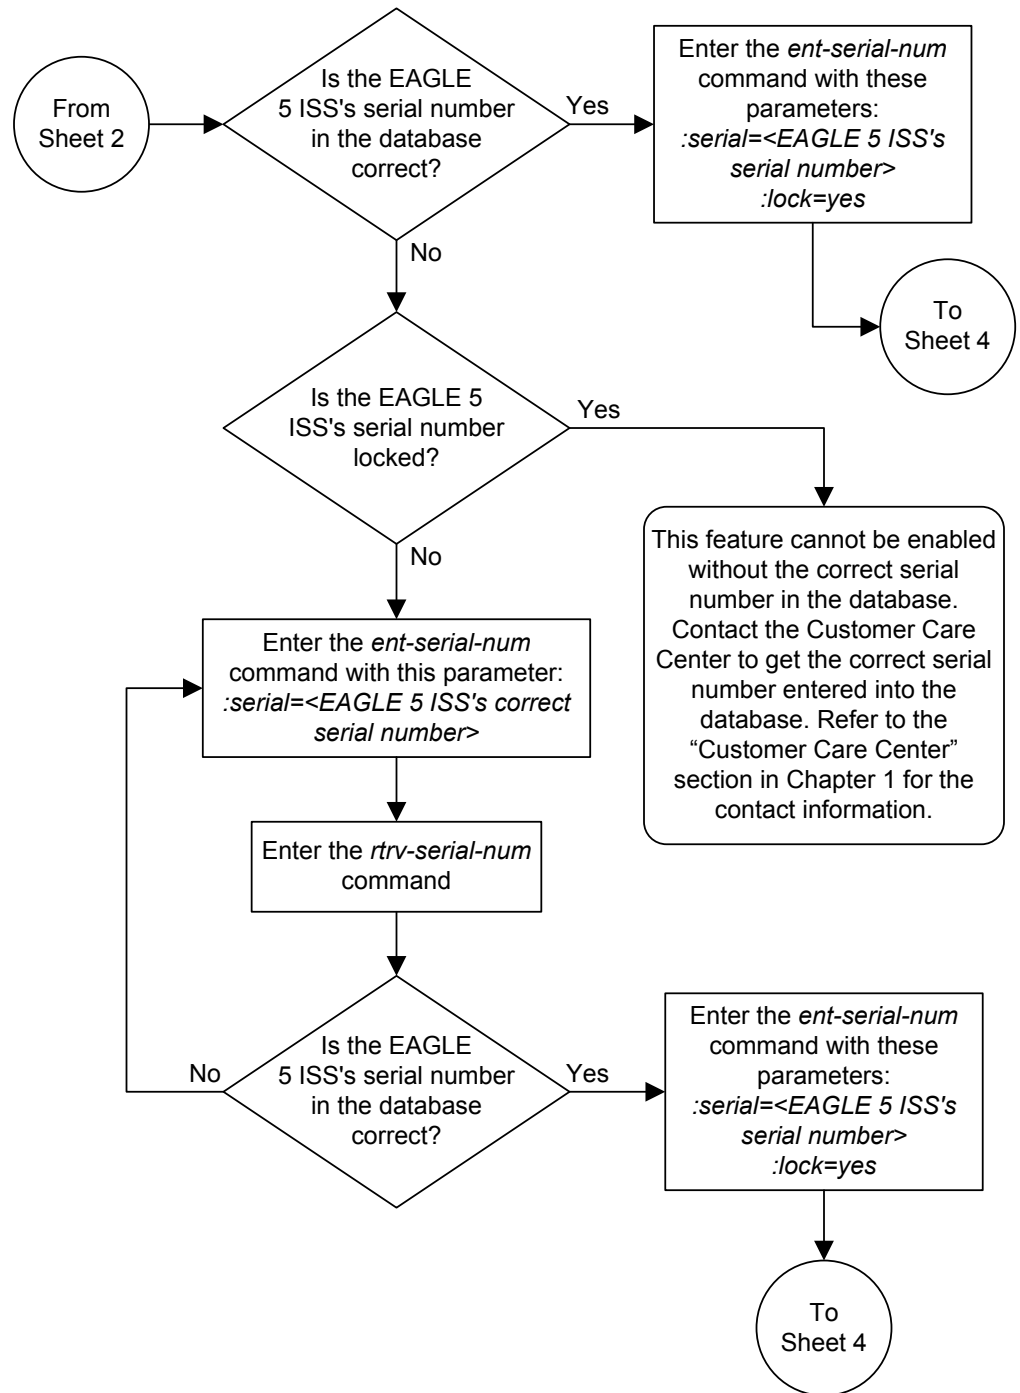 From
Sheet 2
Is the EAGLE
5 ISS's serial number
in the database
correct?
Yes
Enter the ent-serial-num
command with these
parameters:
:serial=<EAGLE 5 ISS's
serial number>
:lock=yes
No
To
Sheet 4
Is the EAGLE 5
ISS's serial number
locked?
Yes
No
This feature cannot be enabled
without the correct serial
number in the database.
Contact the Customer Care
Center to get the correct serial
number entered into the
database. Refer to the
“Customer Care Center”
section in Chapter 1 for the
contact information.
Enter the ent-serial-num
command with this parameter:
:serial=<EAGLE 5 ISS's correct
serial number>
Enter the rtrv-serial-num
command
Is the EAGLE
5 ISS's serial number
in the database
correct?
No
Yes
Enter the ent-serial-num
command with these
parameters:
:serial=<EAGLE 5 ISS's
serial number>
:lock=yes
To
Sheet 4